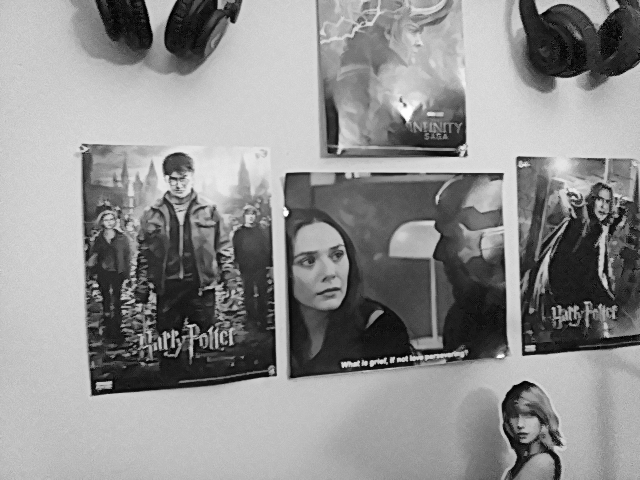 INFINITY
SAGA
Harry Potter
What is grief, if not love persevering?
Harry Potter